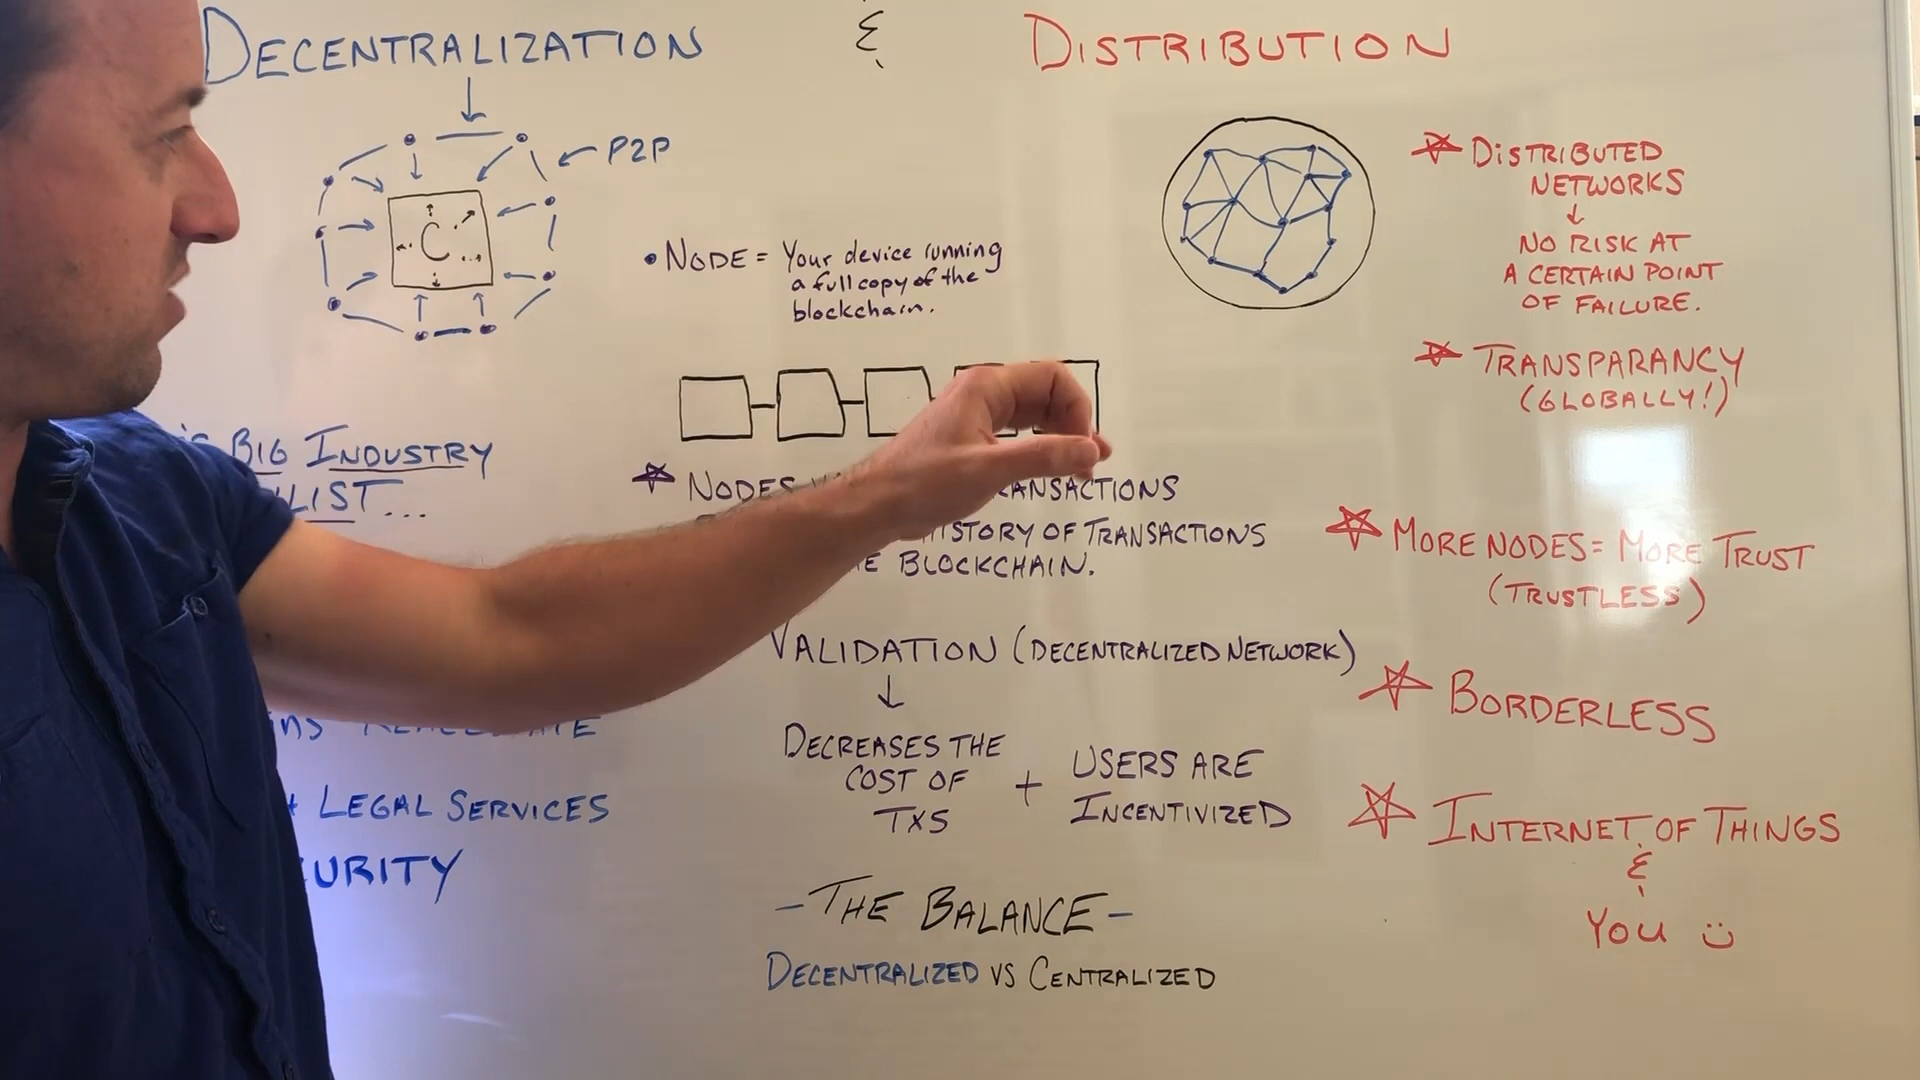 DECENTRALIZATION
&
DISTRIBUTION
P2P
C
• NODE = Your device running
a full copy of the
blockchain.
BIG INDUSTRY
LIST...
LEGAL SERVICES
NODES
TRANSACTIONS
HISTORY OF TRANSACTIONS
BLOCKCHAIN.
VALIDATION (DECENTRALIZED NETWORK)
DECREASES THE
COST OF
TXS
+
USERS ARE
INCENTIVIZED
- THE BALANCE -
DECENTRALIZED VS CENTRALIZED
DISTRIBUTED
NETWORKS
NO RISK AT
A CERTAIN POINT
OF FAILURE.
TRANSPARANCY
(GLOBALLY!)
MORE NODES = MORE TRUST
(TRUSTLESS)
BORDERLESS
INTERNET OF THINGS
&
YOU